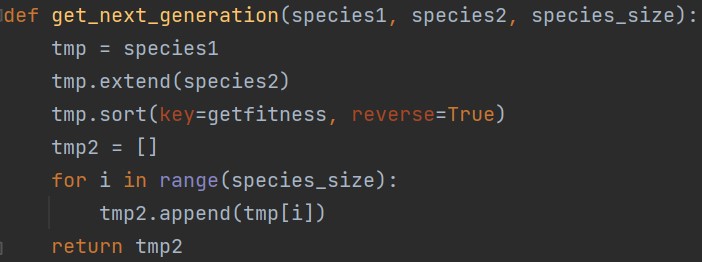 def get_next_generation(species1, species2, species_size):
    tmp = species1
    tmp.extend(species2)
    tmp.sort(key=getfitness, reverse=True)
    tmp2 = []
    for i in range(species_size):
        tmp2.append(tmp[i])
    return tmp2